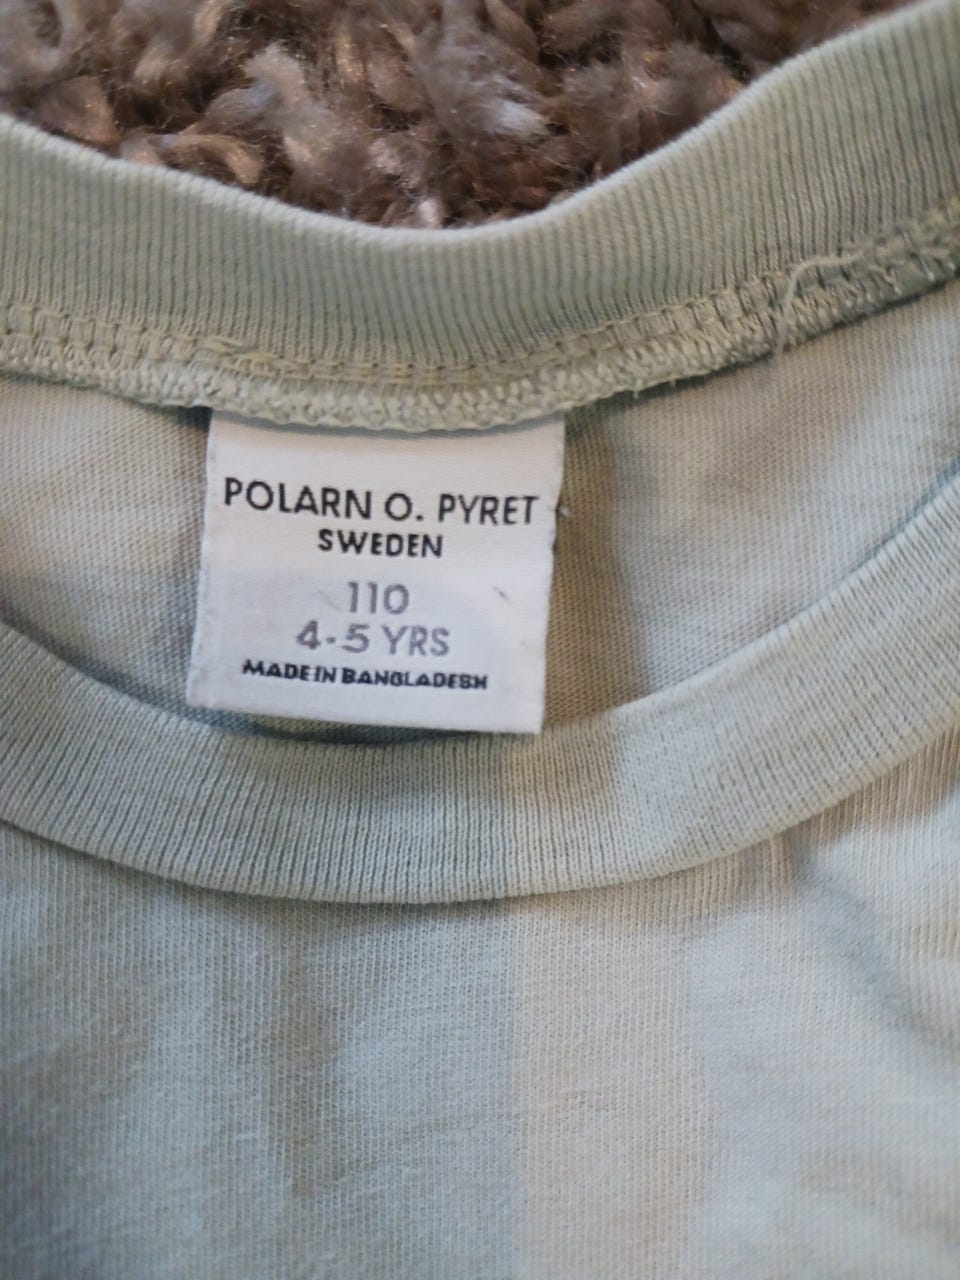 POLARN O. PYRET
SWEDEN
110
4-5 YRS
MADE IN BANGLADESH